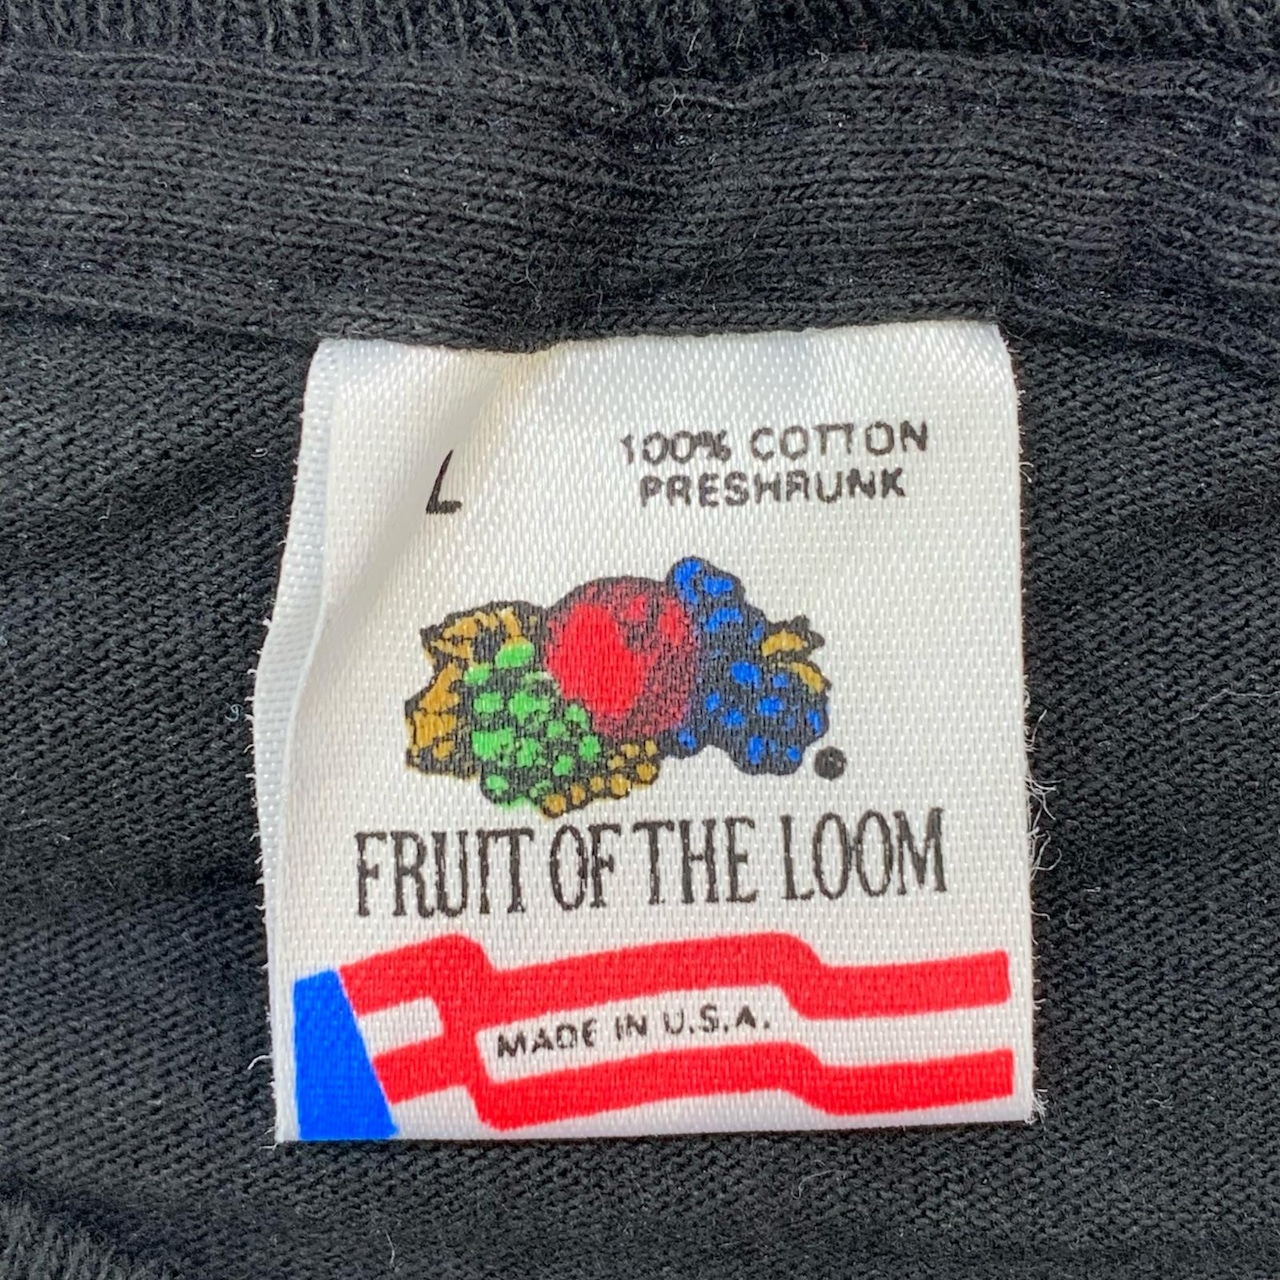 L
100% COTTON
PRESHRUNK
FRUIT OF THE LOOM
MADE IN U.S.A.